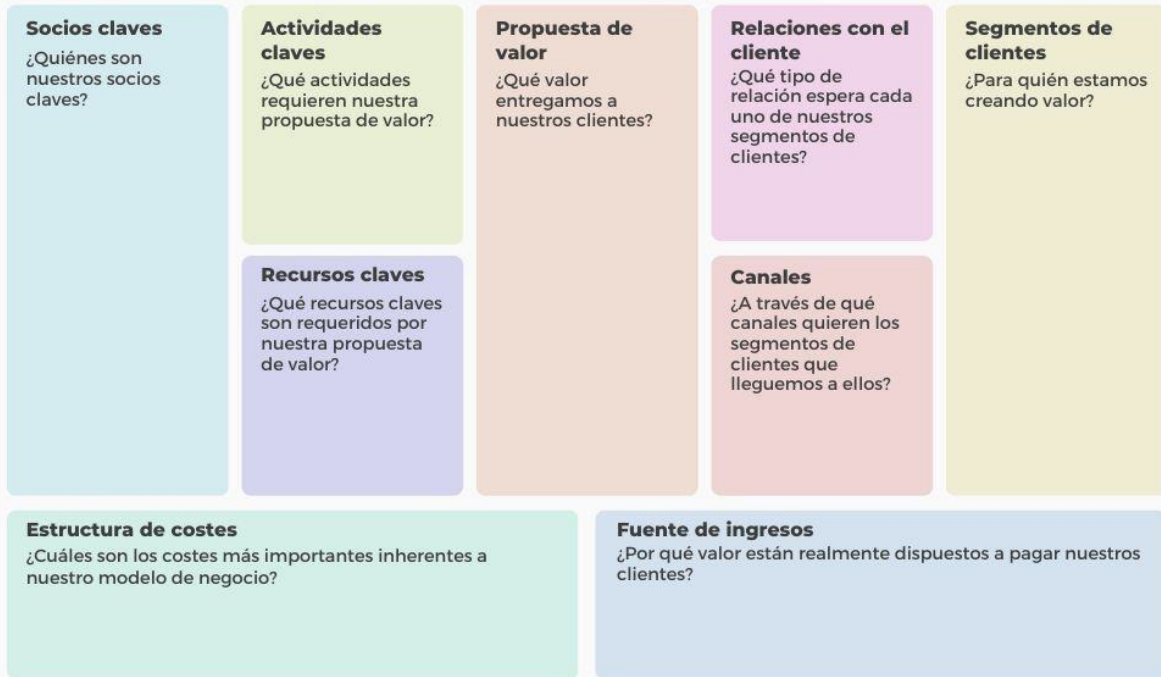 Socios claves
¿Quiénes son
nuestros socios
claves?
Actividades
claves
¿Qué actividades
requieren nuestra
propuesta de valor?
Recursos claves
¿Qué recursos claves
son requeridos por
nuestra propuesta
de valor?
Propuesta de
valor
¿Qué valor
entregamos a
nuestros clientes?
Relaciones con el
cliente
¿Qué tipo de
relación espera cada
uno de nuestros
segmentos de
clientes?
Canales
¿A través de qué
canales quieren los
segmentos de
clientes que
lleguemos a ellos?
Segmentos de
clientes
¿Para quién estamos
creando valor?
Estructura de costes
¿Cuáles son los costes más importantes inherentes a
nuestro modelo de negocio?
Fuente de ingresos
¿Por qué valor están realmente dispuestos a pagar nuestros
clientes?